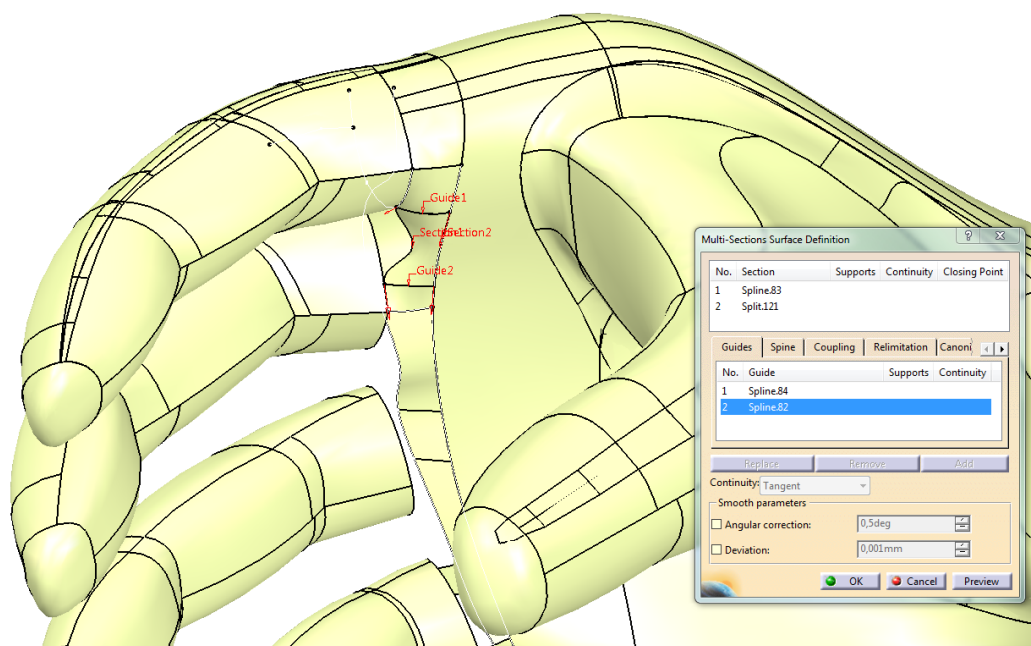 Guide1
Section1
Section2
Guide2
Multi-Sections Surface Definition
?
No. Section Supports Continuity Closing Point
1 Spline.83
2 Split.121
Guides Spine Coupling Relimitation Canoni
No. Guide Supports Continuity
1 Spline.84
2 Spline.82
Replace Remove Add
Continuity: Tangent
Smooth parameters
Angular correction: 0,5deg
Deviation: 0,001mm
OK Cancel Preview